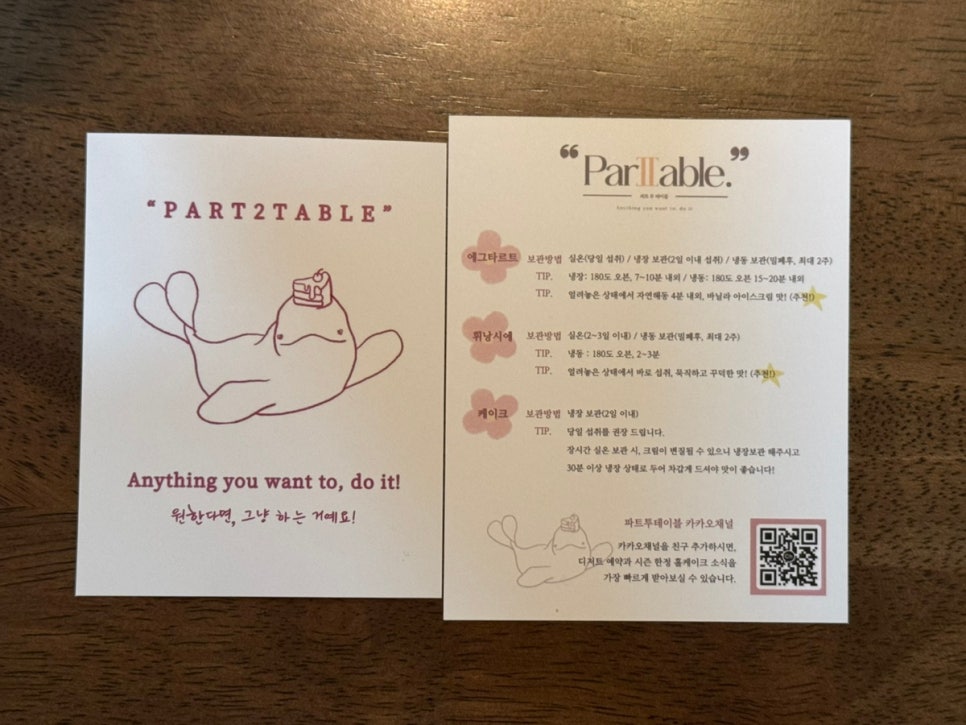 “PART2TABLE”
Anything you want to, do it!
원한다면, 그냥 하는 거예요!
“ParIItable.”
파트 투 테이블
Anything you want to, do it
에그타르트 보관방법 실온(당일 섭취) / 냉장 보관(2일 이내 섭취) / 냉동 보관(밀폐후, 최대 2주)
TIP. 냉장: 180도 오븐, 7~10분 내외 / 냉동: 180도 오븐 15~20분 내외
TIP. 얼려놓은 상태에서 자연해동 4분 내외, 바닐라 아이스크림 맛! (추천!)
휘낭시에 보관방법 실온(2~3일 이내) / 냉동 보관(밀폐후, 최대 2주)
TIP. 냉동 : 180도 오븐, 2~3분
TIP. 얼려놓은 상태에서 바로 섭취, 묵직하고 꾸덕한 맛! (추천!)
케이크 보관방법 냉장 보관(2일 이내)
TIP. 당일 섭취를 권장 드립니다.
장시간 실온 보관 시, 크림이 변질될 수 있으니 냉장보관 해주시고
30분 이상 냉장 상태로 두어 차갑게 드셔야 맛이 좋습니다!
파트투테이블 카카오채널
카카오채널을 친구 추가하시면,
디저트 예약과 시즌 한정 홀케이크 소식을
가장 빠르게 받아보실 수 있습니다.